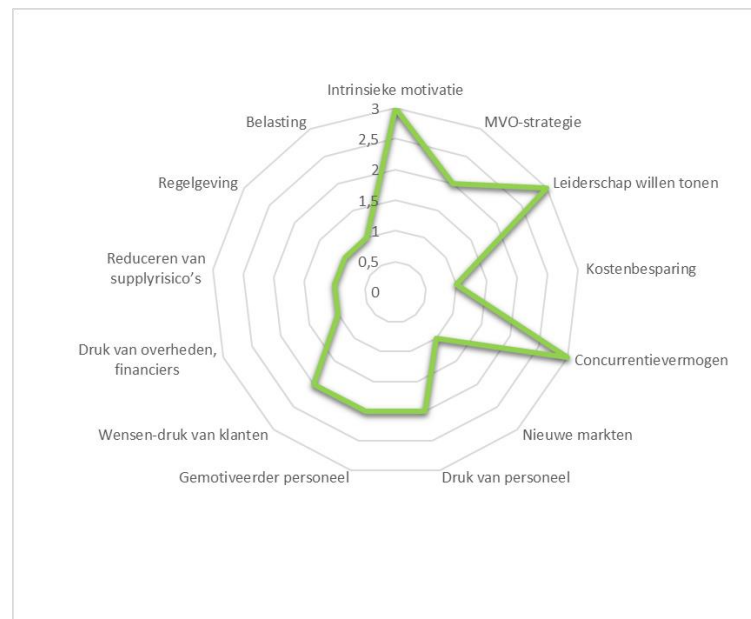 Intrinsieke motivatie
MVO-strategie
Leiderschap willen tonen
Kostenbesparing
Concurrentievermogen
Nieuwe markten
Druk van personeel
Gemotiveerder personeel
Wensen-druk van klanten
Druk van overheden,
financiers
Reduceren van
supplyrisico's
Regelgeving
Belasting
3
2,5
2
1,5
1
0,5
0